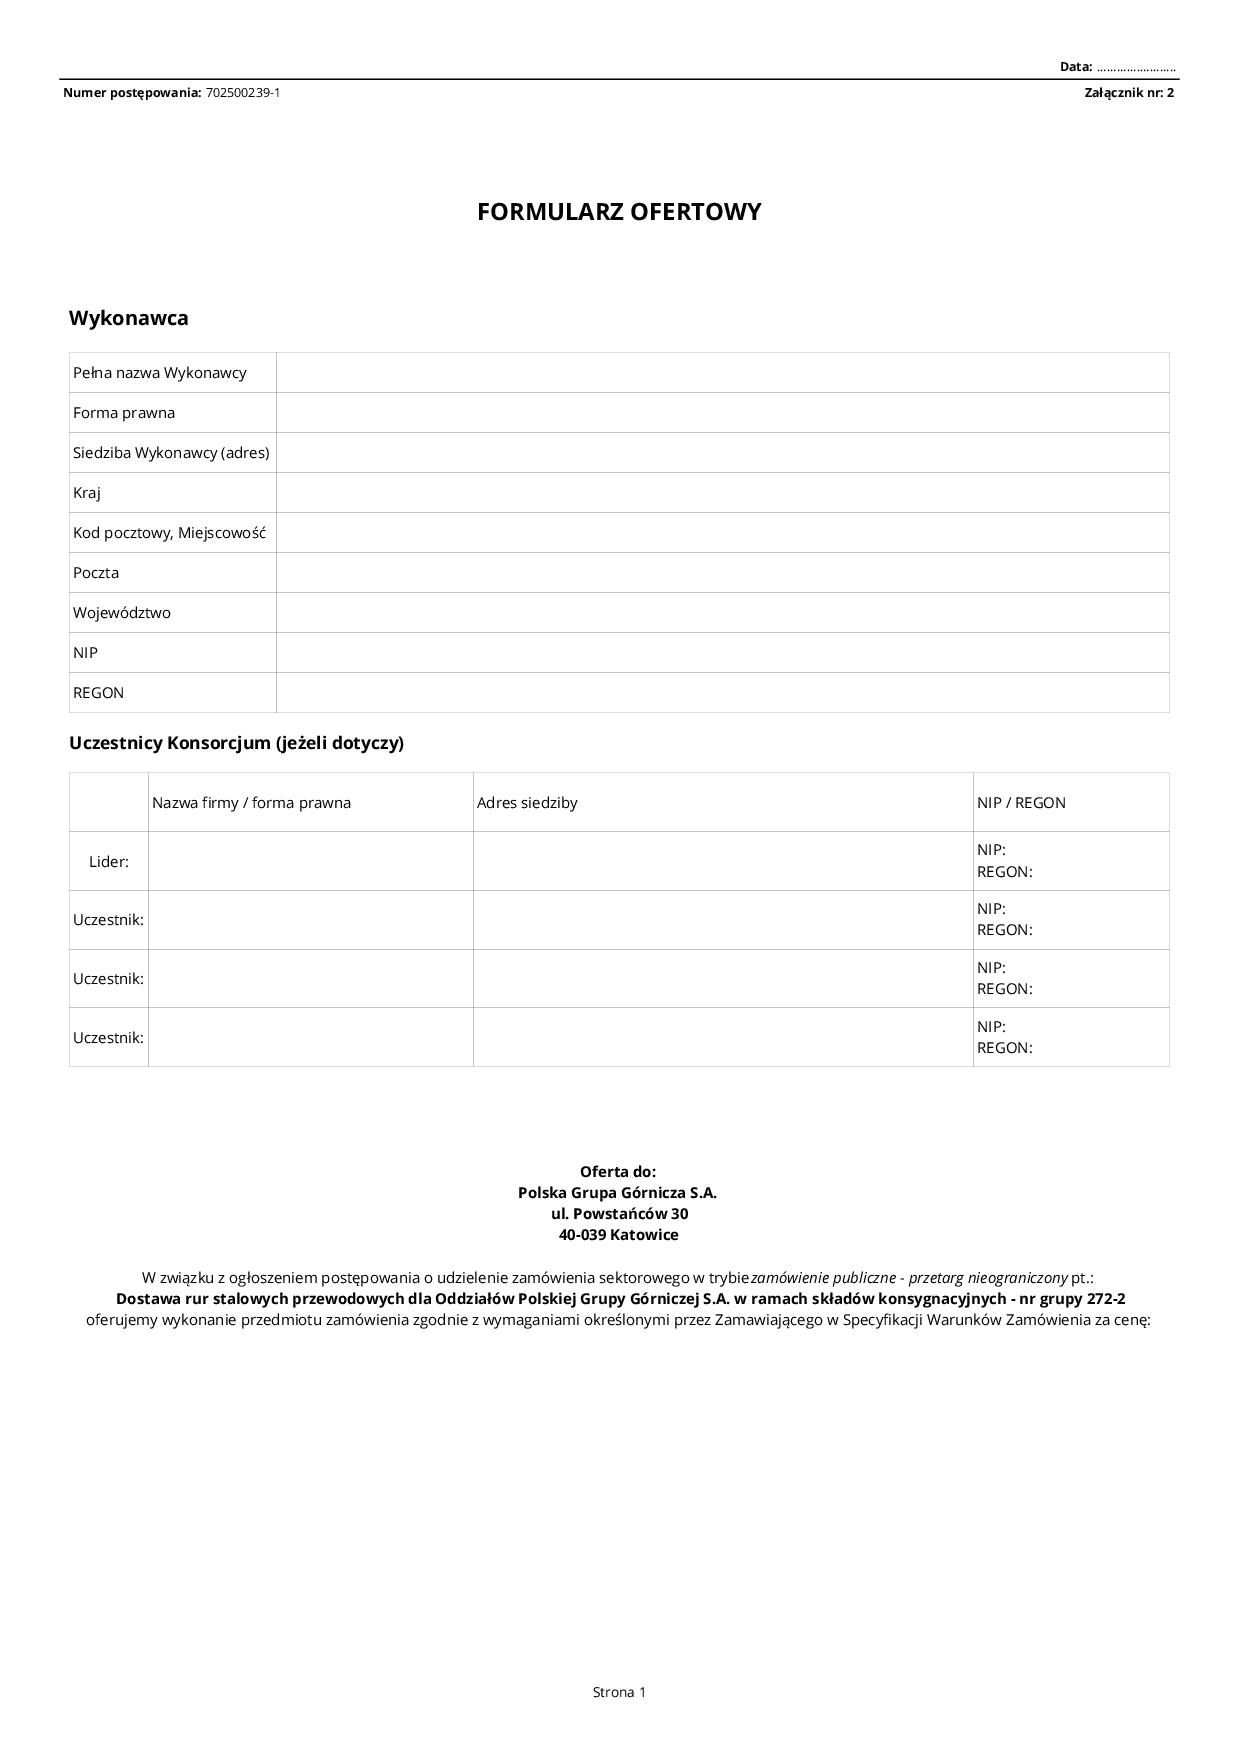 Data: ........................
Numer postępowania: 702500239-1 Załącznik nr: 2
FORMULARZ OFERTOWY
Wykonawca
Pełna nazwa Wykonawcy
Forma prawna
Siedziba Wykonawcy (adres)
Kraj
Kod pocztowy, Miejscowość
Poczta
Województwo
NIP
REGON
Uczestnicy Konsorcjum (jeżeli dotyczy)
Nazwa firmy / forma prawna Adres siedziby NIP / REGON
Lider: NIP:
REGON:
Uczestnik: NIP:
REGON:
Uczestnik: NIP:
REGON:
Uczestnik: NIP:
REGON:
Oferta do:
Polska Grupa Górnicza S.A.
ul. Powstańców 30
40-039 Katowice
W związku z ogłoszeniem postępowania o udzielenie zamówienia sektorowego w trybiezamówienie publiczne - przetarg nieograniczony pt.:
Dostawa rur stalowych przewodowych dla Oddziałów Polskiej Grupy Górniczej S.A. w ramach składów konsygnacyjnych - nr grupy 272-2
oferujemy wykonanie przedmiotu zamówienia zgodnie z wymaganiami określonymi przez Zamawiającego w Specyfikacji Warunków Zamówienia za cenę:
Strona 1